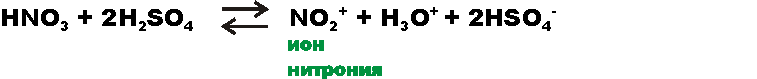 HNO₃ + 2H₂SO₄ ⇄ NO₂⁺ + H₃O⁺ + 2HSO₄⁻
ион
нитрония